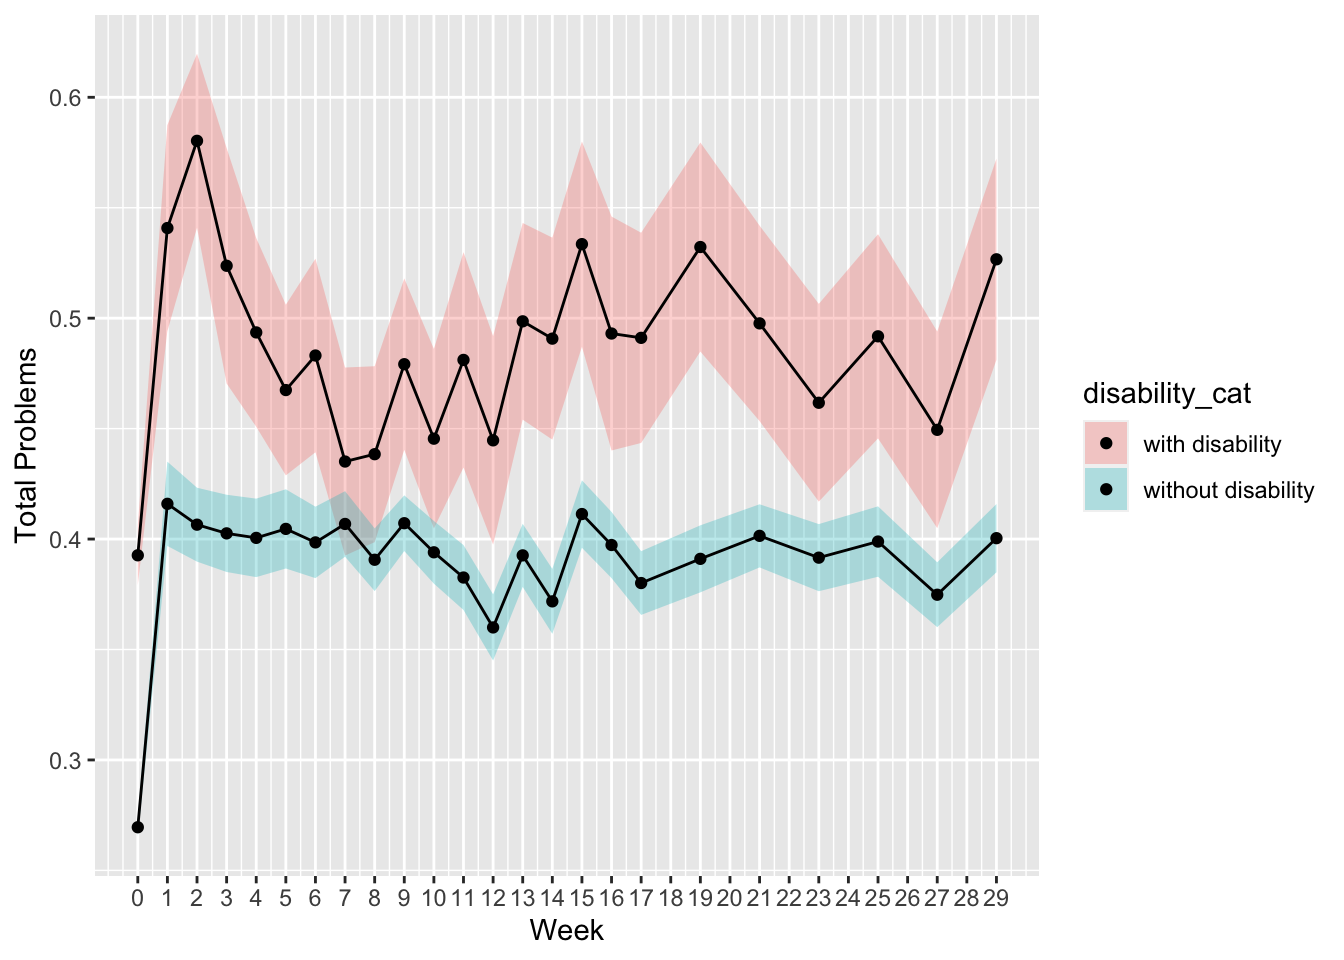 Total Problems
0.6
0.5
0.4
0.3
0 1 2 3 4 5 6 7 8 9 10 11 12 13 14 15 16 17 18 19 20 21 22 23 24 25 26 27 28 29
Week
disability_cat
with disability
without disability